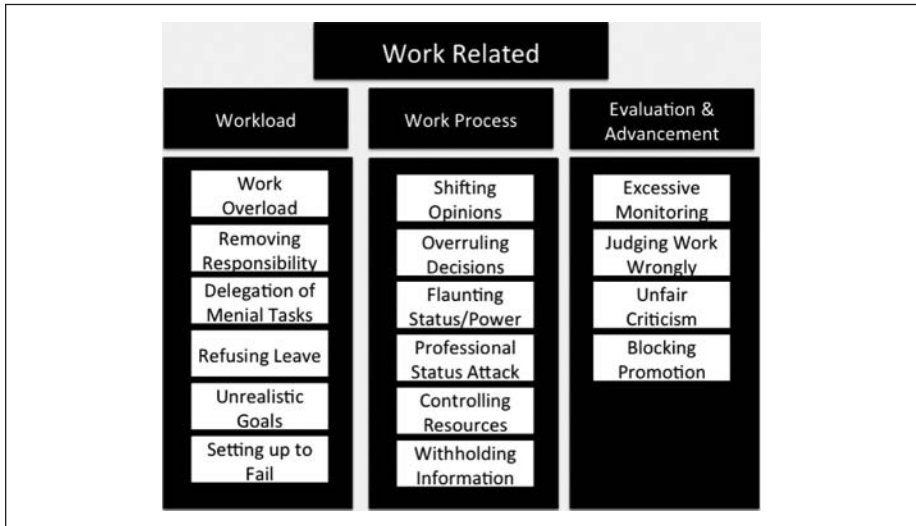 Work Related
Workload
Work Process
Evaluation &
Advancement
Work
Overload
Removing
Responsibility
Delegation of
Menial Tasks
Refusing Leave
Unrealistic
Goals
Setting up to
Fail
Shifting
Opinions
Overruling
Decisions
Flaunting
Status/Power
Professional
Status Attack
Controlling
Resources
Withholding
Information
Excessive
Monitoring
Judging Work
Wrongly
Unfair
Criticism
Blocking
Promotion